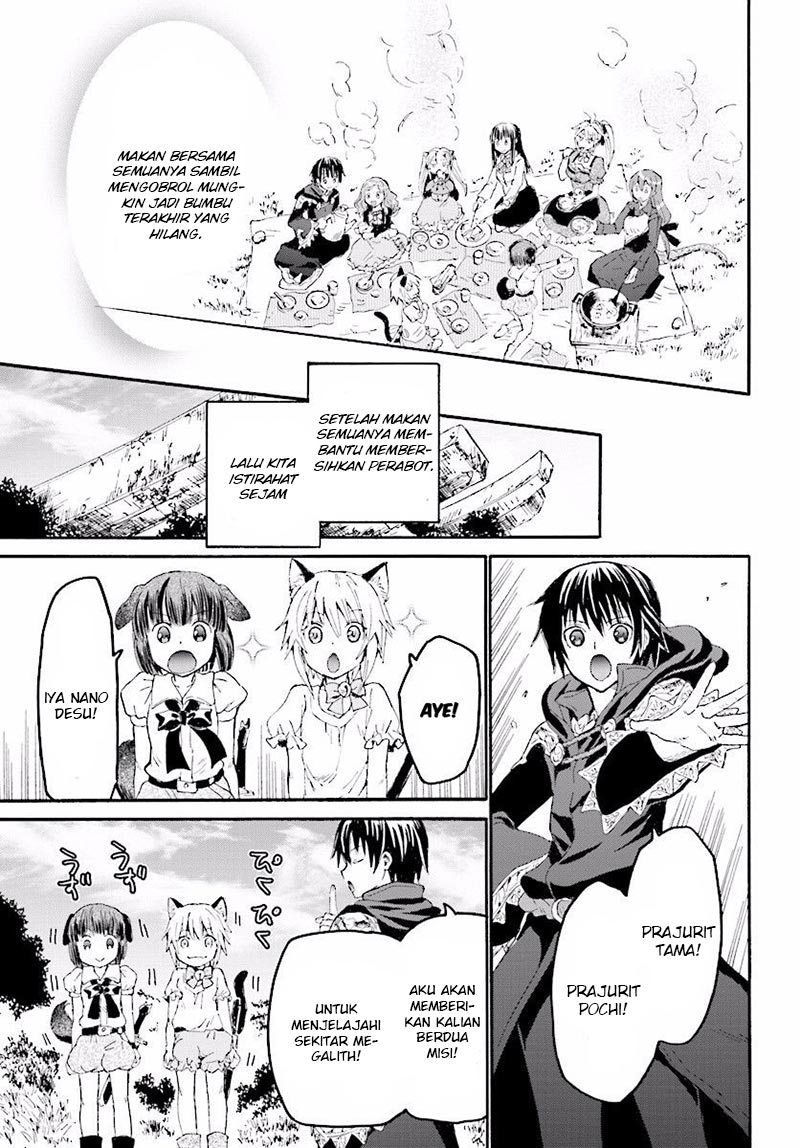 MAKAN BERSAMA
SEMUANYA SAMBIL
MENGOBROL MUNG-
KIN JADI BUMBU
TERAKHIR YANG
HILANG.
SETELAH MAKAN
SEMUANYA MEM-
BANTU MEMBER-
SIHKAN PERABOT.
LALU KITA
ISTIRAHAT
SEJAM
PRAJURIT
TAMA!
PRAJURIT
POCHI!
AYE!
IYA NANO
DESU!
AKU AKAN
MEMBERI-
KAN KALIAN
BERDUA
MISI!
UNTUK
MENJELAJAHI
SEKITAR ME-
GALITH!
ぴくぴく
うずうず